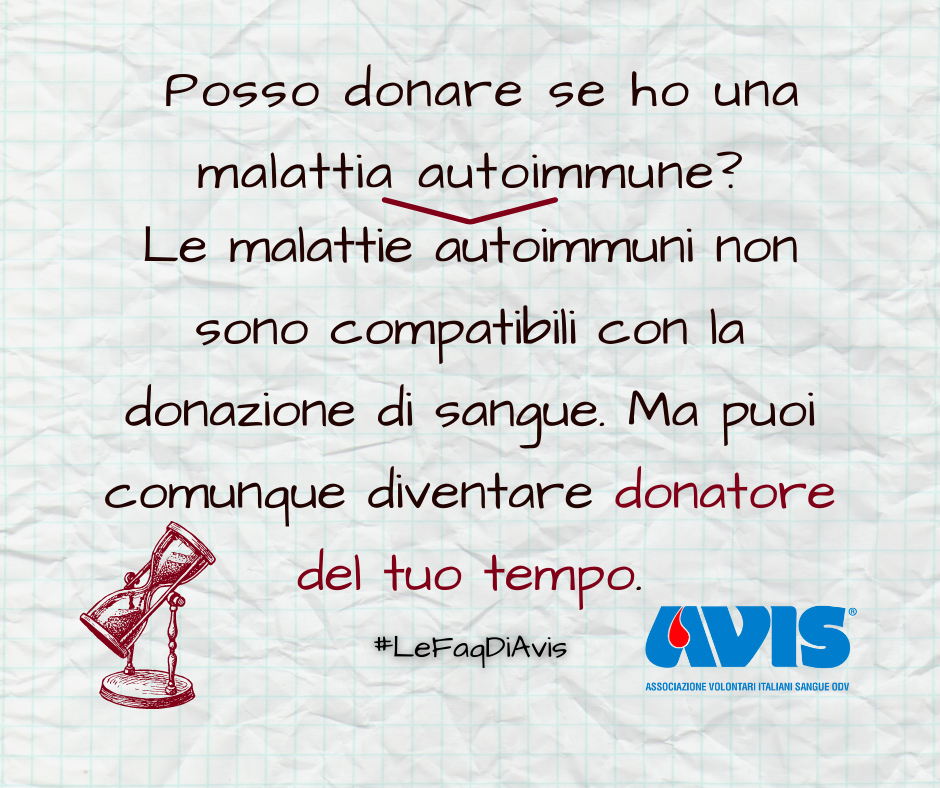 Posso donare se ho una
malattia autoimmune?
Le malattie autoimmuni non
sono compatibili con la
donazione di sangue. Ma puoi
comunque diventare donatore
del tuo tempo.
#LeFaqDiAvis
AVIS®
ASSOCIAZIONE VOLONTARI ITALIANI SANGUE ODV